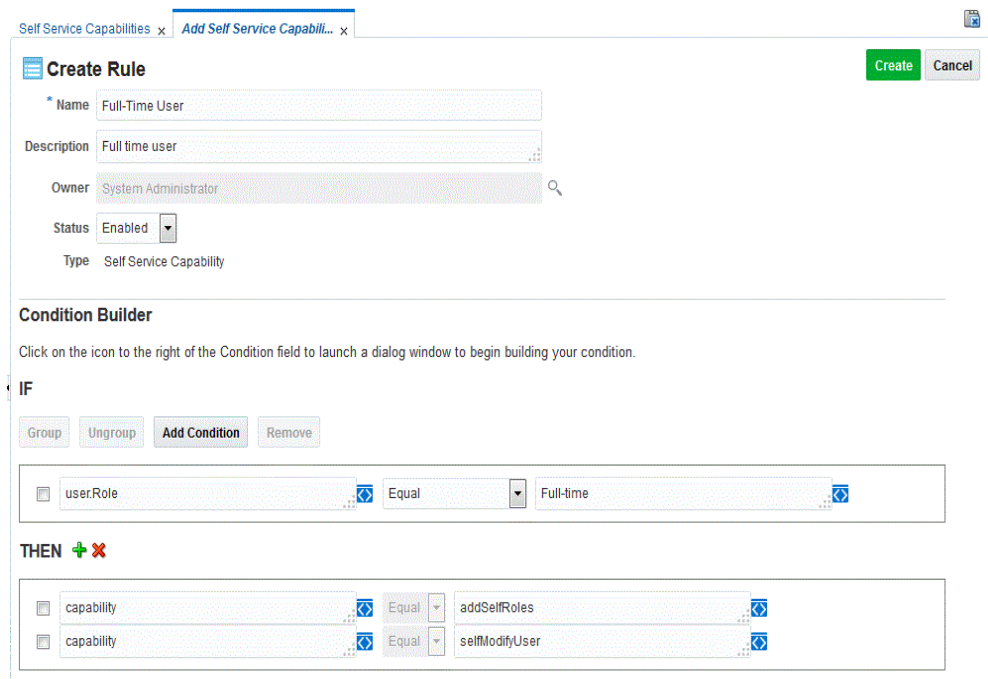 Self Service Capabilities x Add Self Service Capabili... x
Create Rule Create Cancel
* Name Full-Time User
Description Full time user
Owner System Administrator
Status Enabled
Type Self Service Capability
Condition Builder
Click on the icon to the right of the Condition field to launch a dialog window to begin building your condition.
IF
Group Ungroup Add Condition Remove
user.Role Equal Full-time
THEN
capability Equal addSelfRoles
capability Equal selfModifyUser